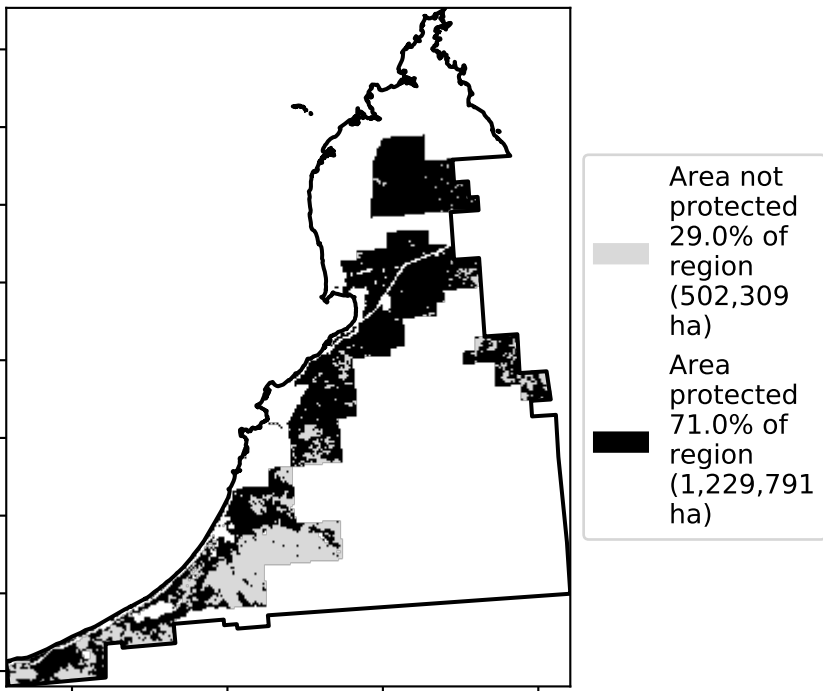 Area not
protected
29.0% of
region
(502,309
ha)
Area
protected
71.0% of
region
(1,229,791
ha)